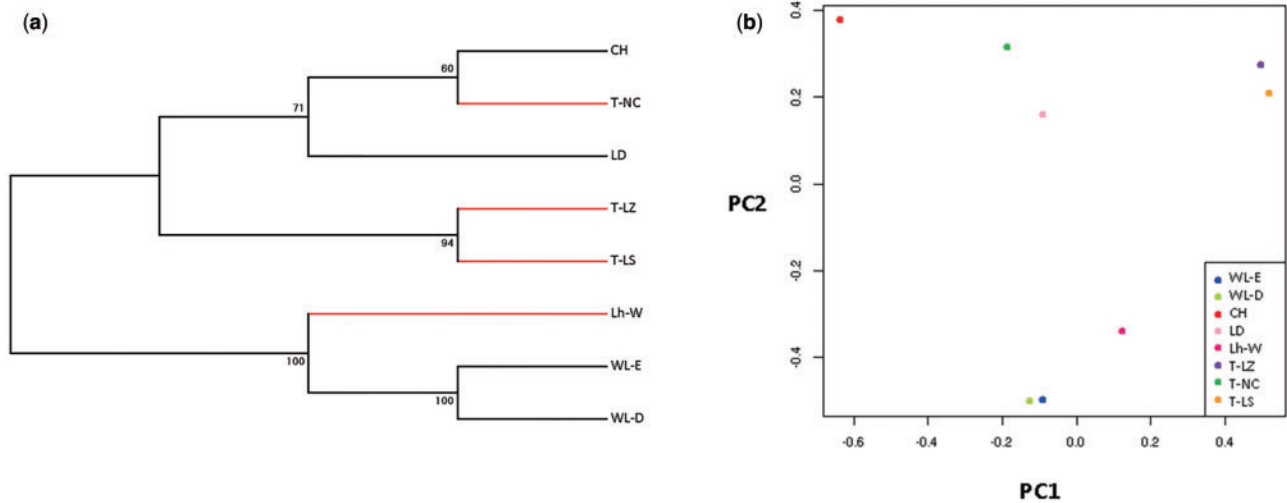 (a)
CH
60
T-NC
71
LD
T-LZ
94
T-LS
Lh-W
100
WL-E
100
WL-D
(b)
0.4
0.2
0.0
-0.2
-0.4
PC2
WL-E
WL-D
CH
LD
Lh-W
T-LZ
T-NC
T-LS
-0.6 -0.4 -0.2 0.0 0.2 0.4
PC1